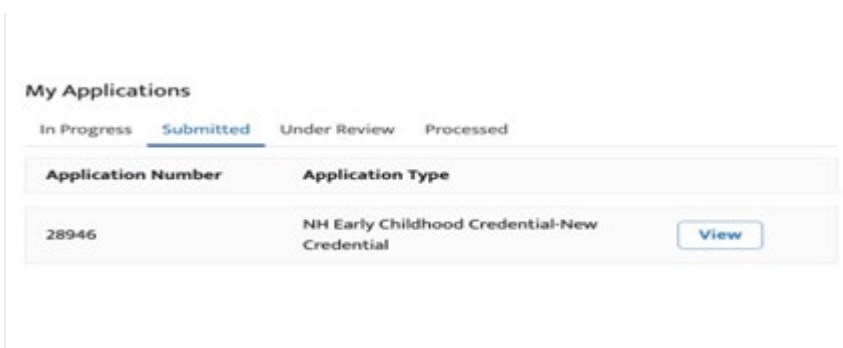 My Applications
In Progress Submitted Under Review Processed
Application Number Application Type
28946 NH Early Childhood Credential-New Credential View